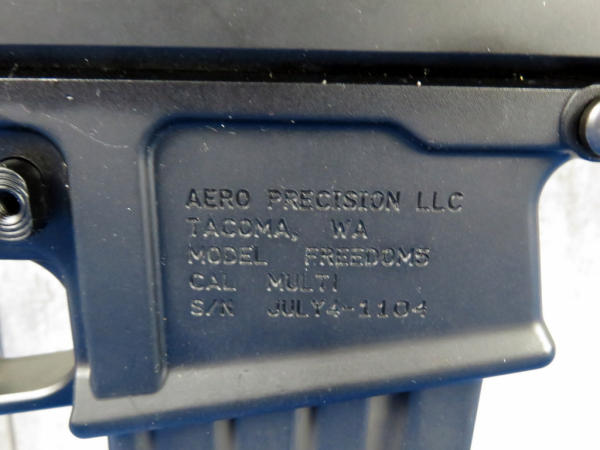 AERO PRECISION LLC
TACOMA, WA
MODEL FREEDOM5
CAL MULTI
S/N JULY4-1104